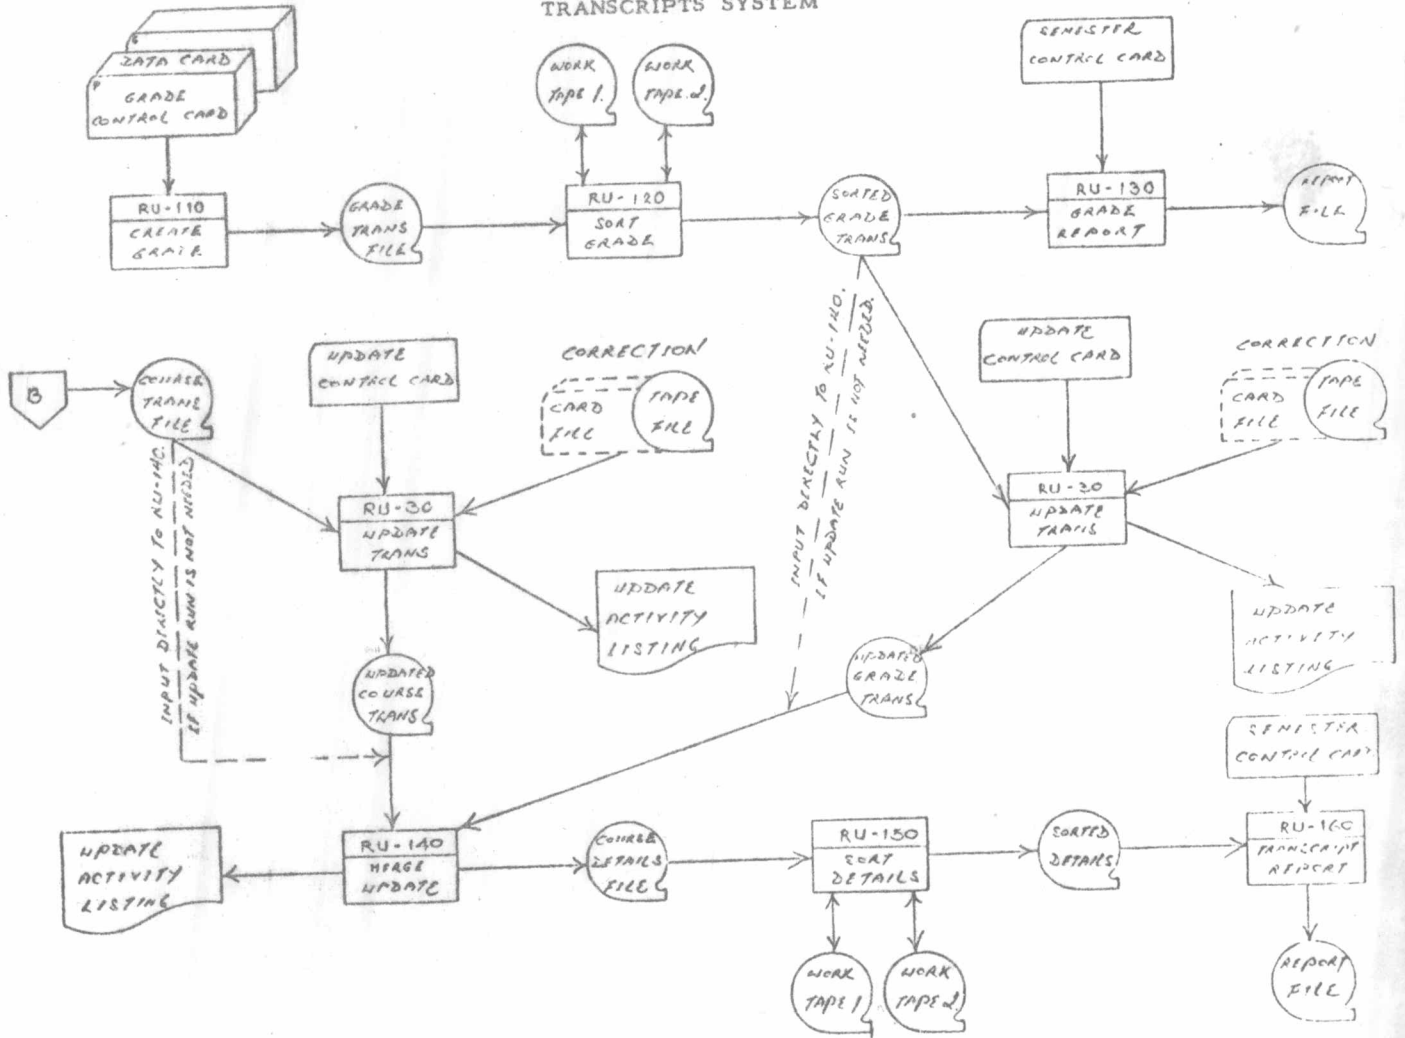 TRANSCRIPTS SYSTEM
S
DATA CARD
P
GRADE
CONTROL CARD
WORK
TAPE 1.
WORK
TAPE 2.
SEMESTER
CONTROL CARD
RU-110
CREATE
GRADE
GRADE
TRANS
FILE
RU-120
SORT
GRADE
SORTED
GRADE
TRANS
RU-130
GRADE
REPORT
REPORT
FILE
B
COURSE
TRANS
FILE
UPDATE
CONTROL CARD
CORRECTION
CARD
FILE
TAPE
FILE
INPUT DIRECTLY TO RU-140.
IF UPDATE RUN IS NOT NEEDED.
UPDATE
CONTROL CARD
CORRECTION
CARD
FILE
TAPE
FILE
INPUT DIRECTLY TO RU-140.
IF UPDATE RUN IS NOT NEEDED
RU-30
UPDATE
TRANS
RU-30
UPDATE
TRANS
UPDATE
ACTIVITY
LISTING
UPDATE
ACTIVITY
LISTING
UPDATED
COURSE
TRANS
UPDATED
GRADE
TRANS
SEMESTER
CONTROL CARD
UPDATE
ACTIVITY
LISTING
RU-140
MERGE
UPDATE
COURSE
DETAILS
FILE
RU-150
SORT
DETAILS
SORTED
DETAILS
RU-160
TRANSCRIPT
REPORT
WORK
TAPE 1
WORK
TAPE 2.
REPORT
FILE